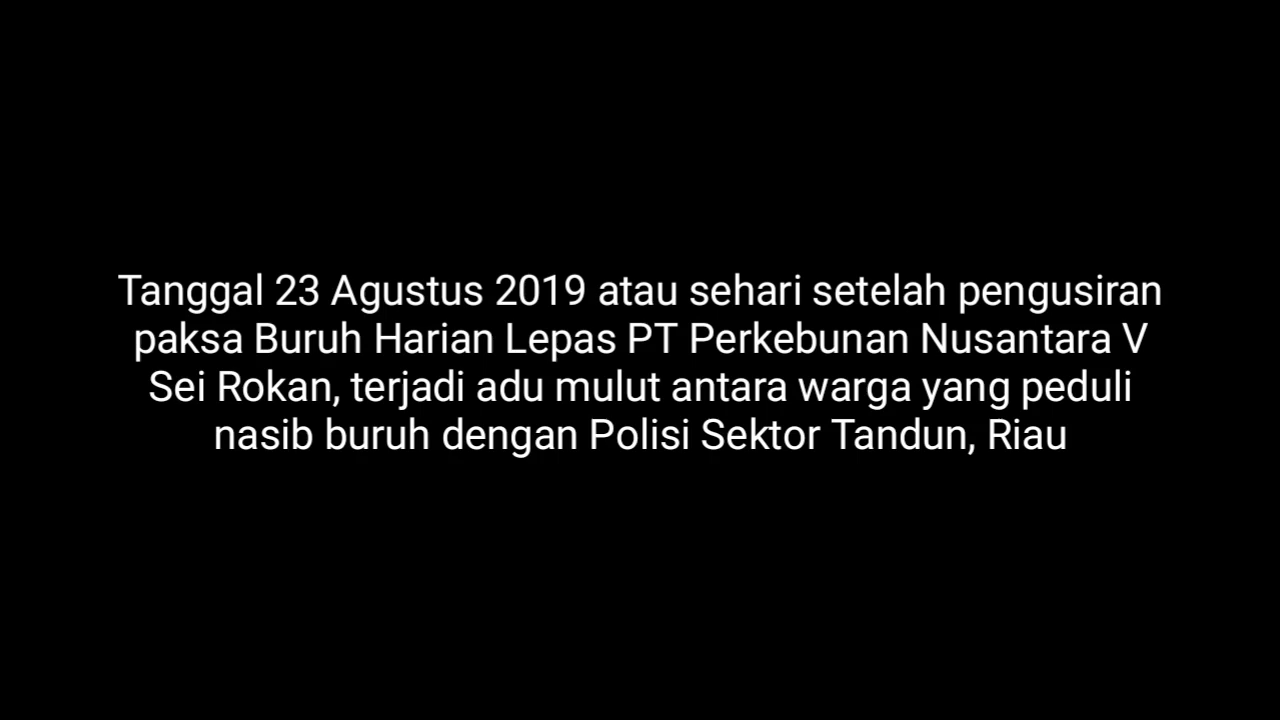 Tanggal 23 Agustus 2019 atau sehari setelah pengusiran
paksa Buruh Harian Lepas PT Perkebunan Nusantara V
Sei Rokan, terjadi adu mulut antara warga yang peduli
nasib buruh dengan Polisi Sektor Tandun, Riau